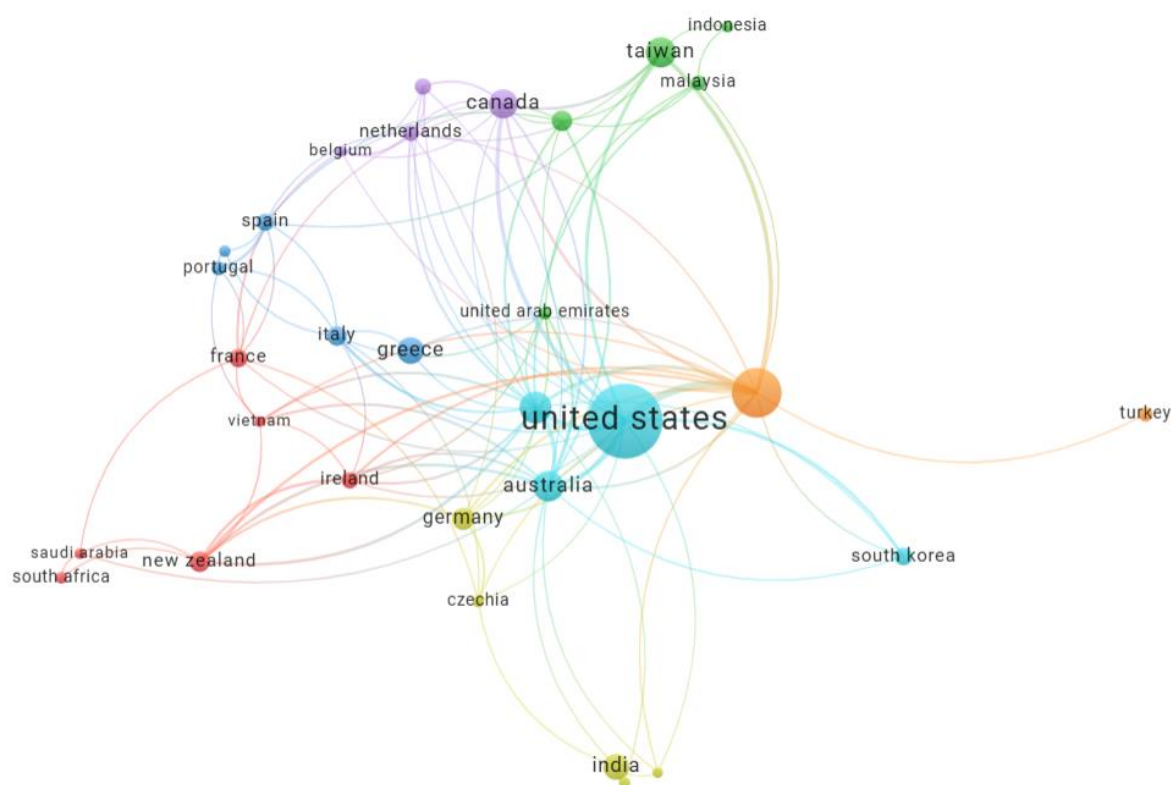 indonesia
taiwan
malaysia
canada
netherlands
belgium
spain
portugal
united arab emirates
italy
greece
france
vietnam
united states
turkey
ireland
australia
germany
saudi arabia
new zealand
south africa
south korea
czechia
india